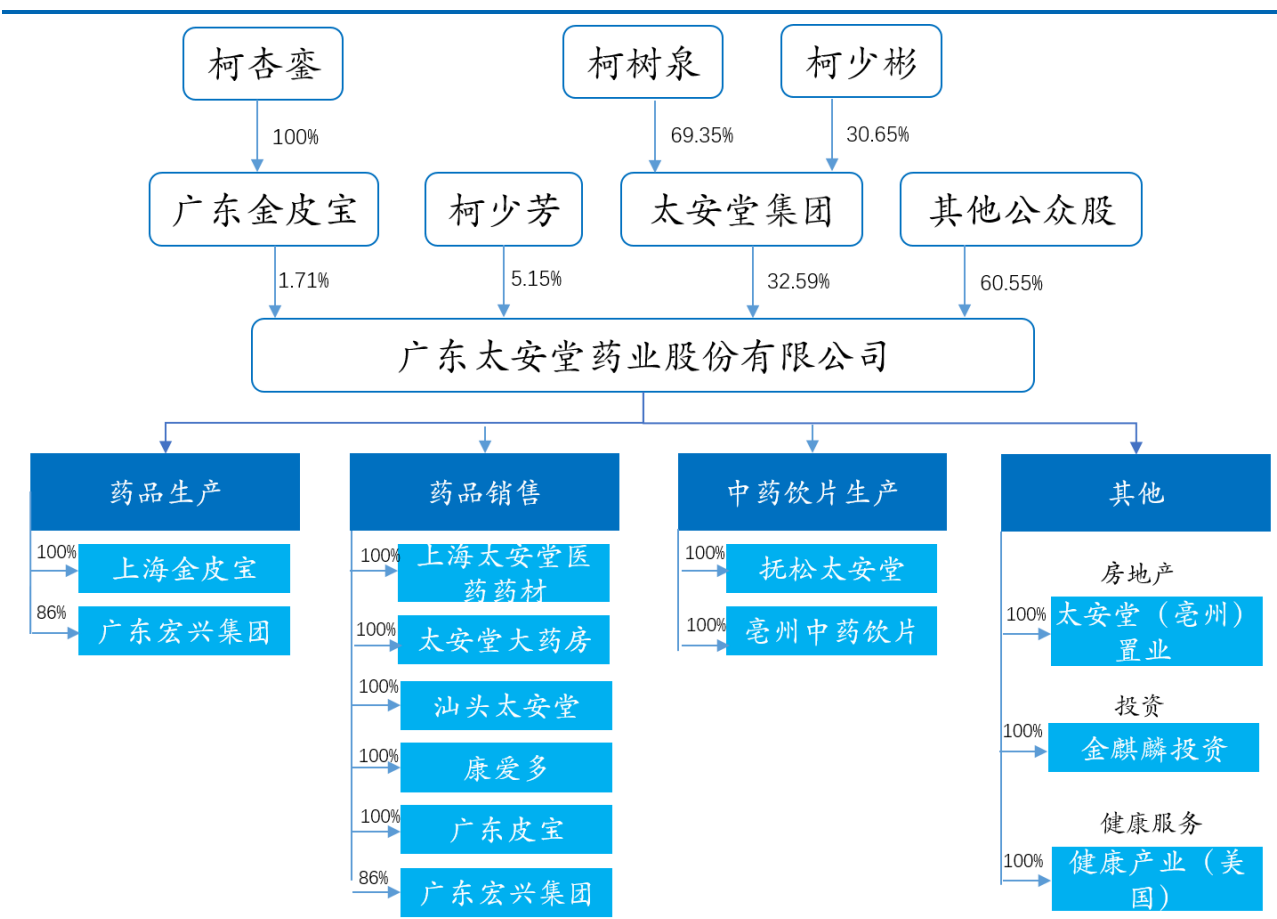 柯杏銮
柯树泉
柯少彬
100%
69.35%
30.65%
广东金皮宝
柯少芳
太安堂集团
其他公众股
1.71%
5.15%
32.59%
60.55%
广东太安堂药业股份有限公司
药品生产
药品销售
中药饮片生产
其他
100%
上海金皮宝
86%
广东宏兴集团
100%
上海太安堂医
药药材
100%
太安堂大药房
100%
汕头太安堂
100%
康爱多
100%
广东皮宝
86%
广东宏兴集团
100%
抚松太安堂
100%
亳州中药饮片
房地产
100%
太安堂（亳州）
置业
投资
100%
金麒麟投资
健康服务
100%
健康产业（美
国）